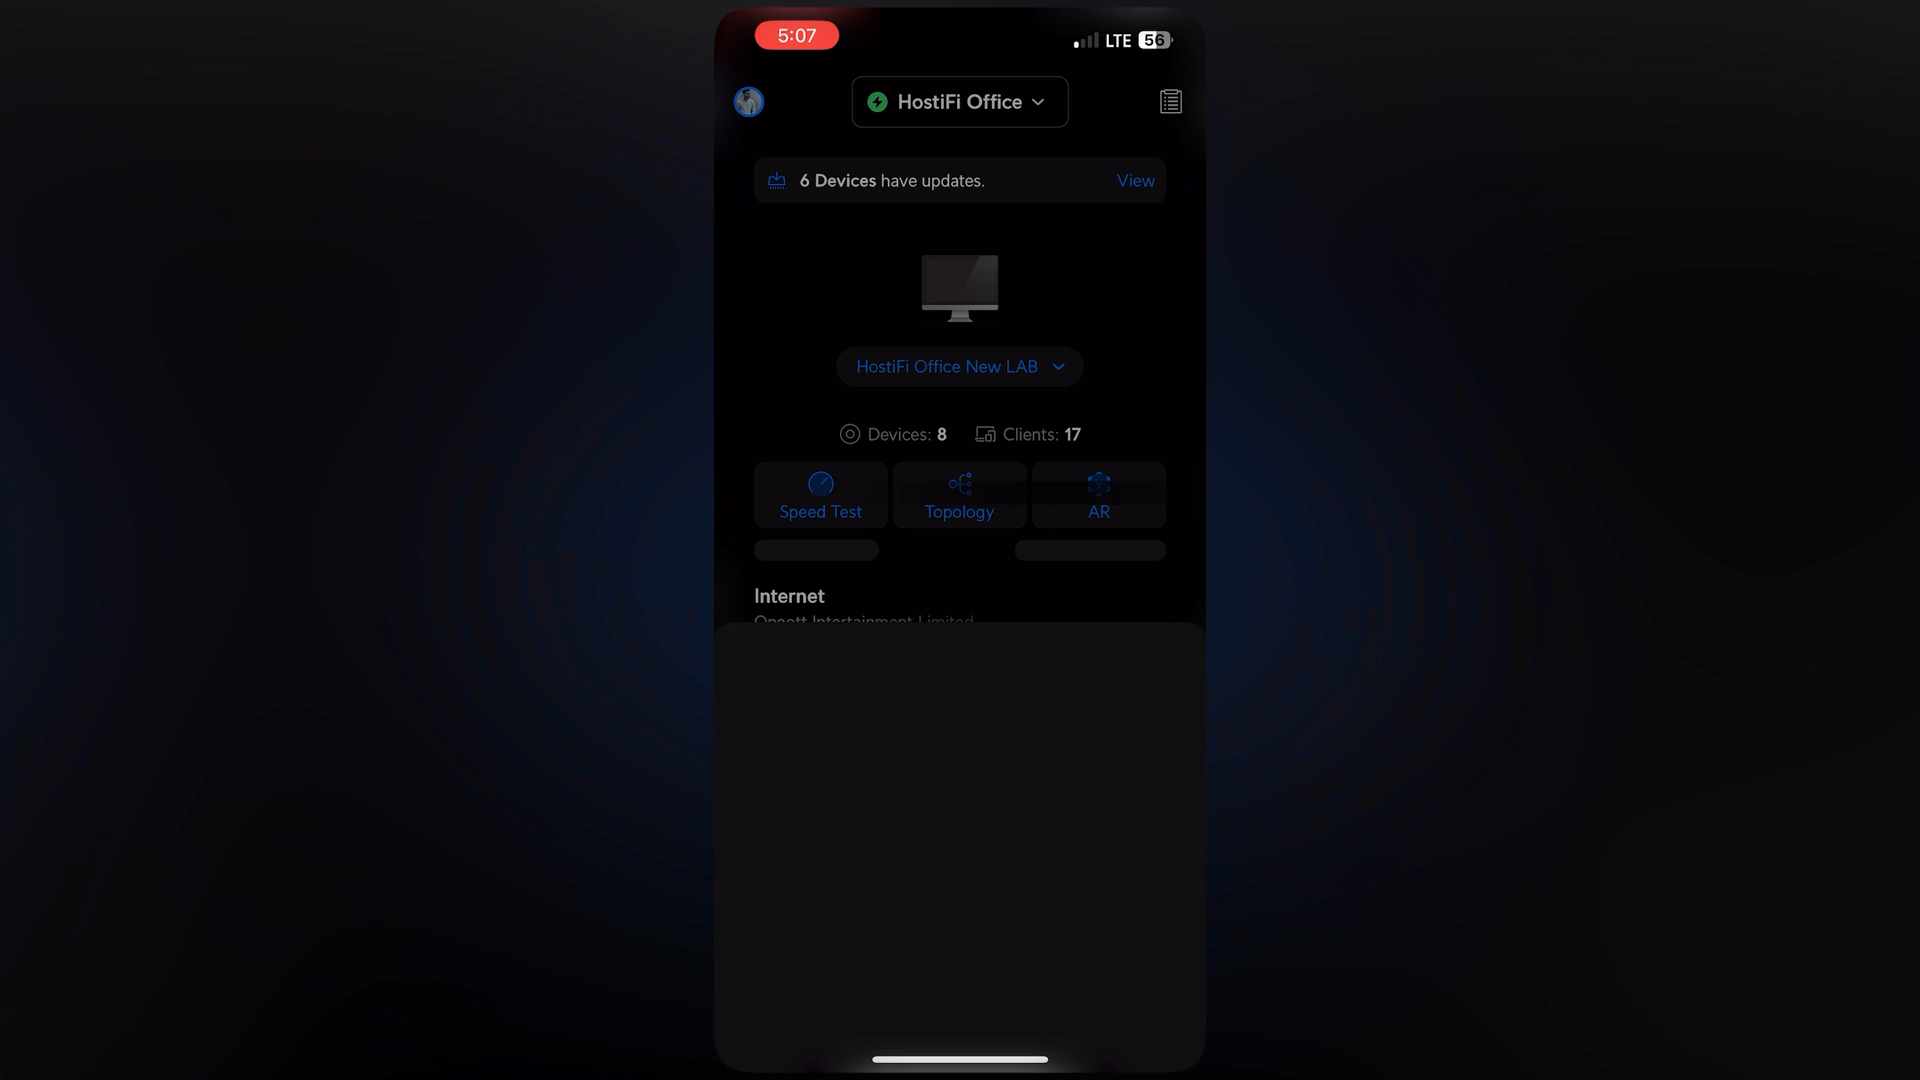 5:07
LTE 56
HostiFi Office
6 Devices have updates. View
HostiFi Office New LAB
Devices: 8 Clients: 17
Speed Test Topology AR
Internet
Limited